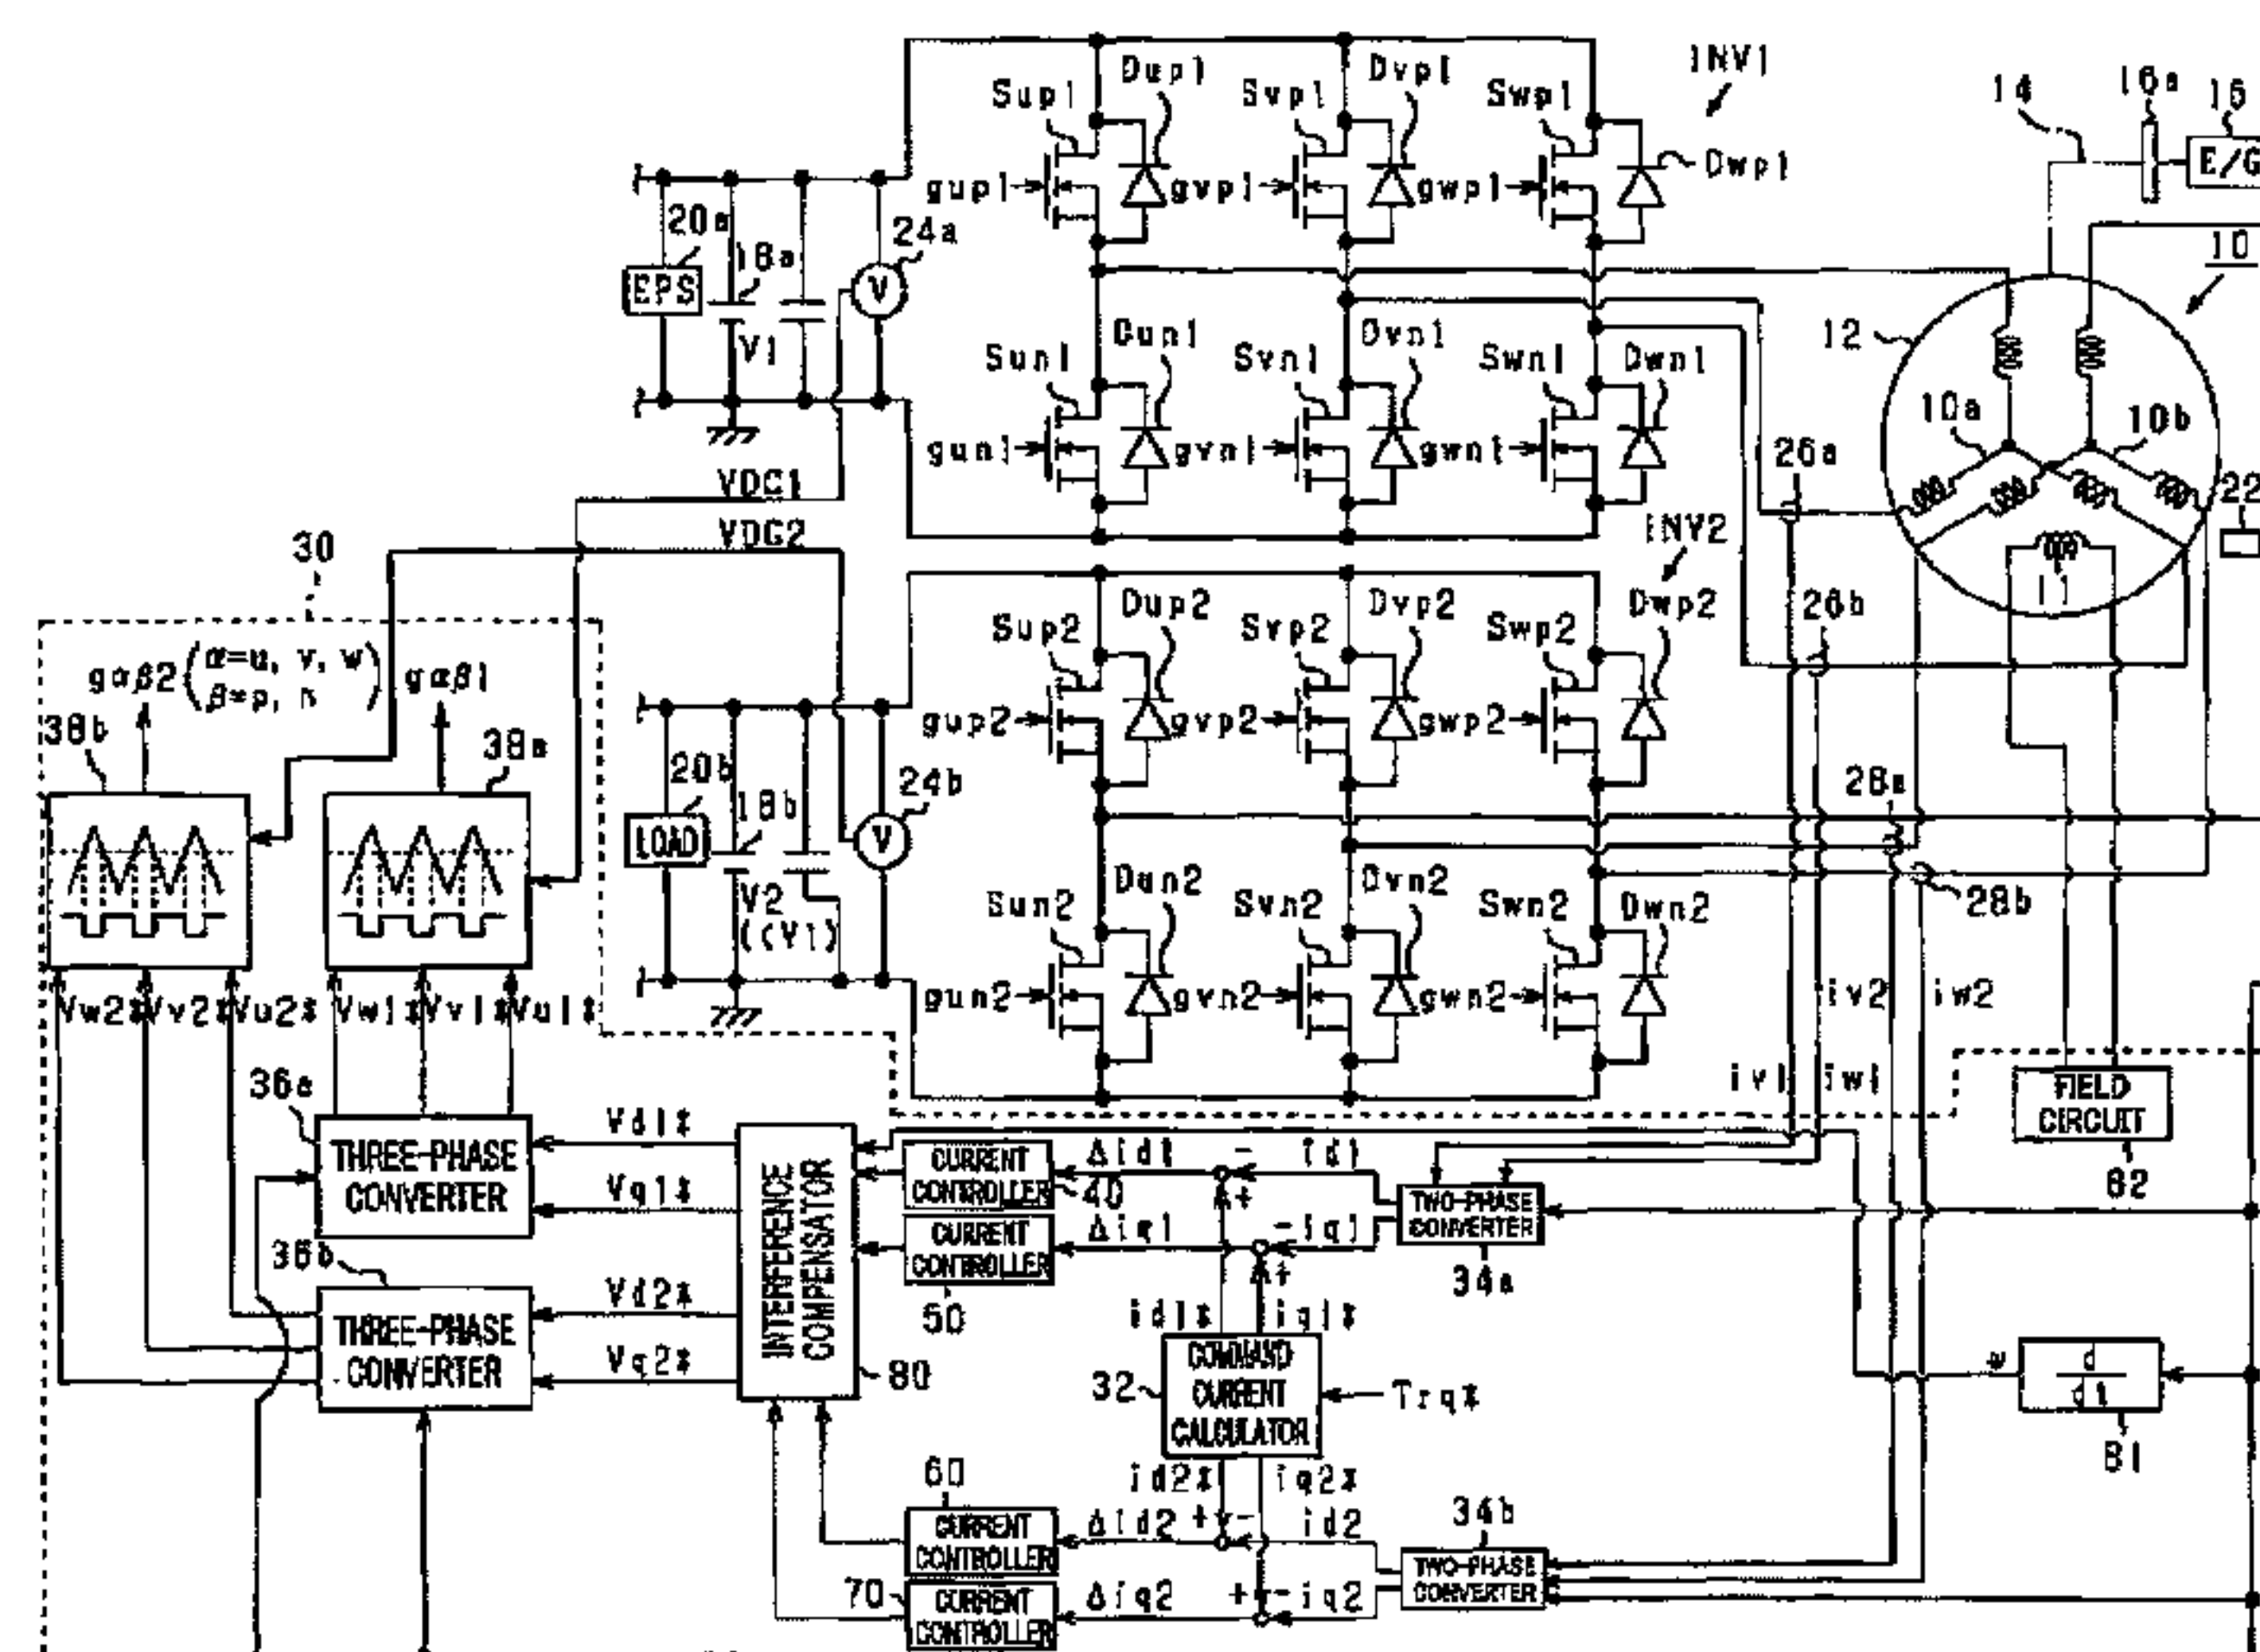 INV1
Dup1
Dvp1
Sup1
Svp1
Swp1
Dwp1
gup1
gvp1
gwp1
14
16a
16
E/G
10
20a
18a
24a
EPS
V
V1
12
Sun1
Dun1
Svn1
Dvn1
Swn1
Dwn1
10a
10b
gun1
gvn1
gwn1
26a
22
VDC1
VDC2
INV2
11
30
Dup2
Dvp2
Dwp2
26b
Sup2
Svp2
Swp2
gαβ2 (α=u, v, w
β=p, n)
gαβ1
gup2
gvp2
gwp2
38b
38a
20b
18b
24b
28a
LOAD
V
V2
(<V1)
Sun2
Dun2
Svn2
Dvn2
Swn2
Dwn2
28b
gun2
gvn2
gwn2
iv2
iw2
Vw2*
Vv2*
Vu2*
Vw1*
Vv1*
Vu1*
iv1
iw1
36a
FIELD
CIRCUIT
82
THREE-PHASE
CONVERTER
Vd1*
Vq1*
INTERFERENCE
COMPENSATOR
80
CURRENT
CONTROLLER
40
Δid1
-
id1
+
CURRENT
CONTROLLER
50
Δiq1
-
iq1
+
TWO-PHASE
CONVERTER
34a
36b
THREE-PHASE
CONVERTER
Vd2*
Vq2*
id1*
iq1*
32
COMMAND
CURRENT
CALCULATOR
Trq*
ω
d
dt
81
id2*
iq2*
60
CURRENT
CONTROLLER
Δid2
+
-
id2
34b
TWO-PHASE
CONVERTER
70
CURRENT
CONTROLLER
Δiq2
+
-
iq2